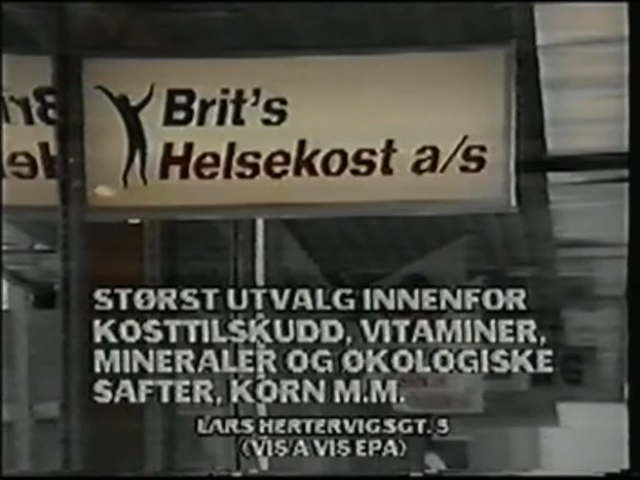 Brit's
Helsekost a/s
STØRST UTVALG INNENFOR
KOSTTILSKUDD, VITAMINER,
MINERALER OG ØKOLOGISKE
SAFTER, KORN M.M.
LARS HERTERVIGSGT. 5
(VIS A VIS EPA)